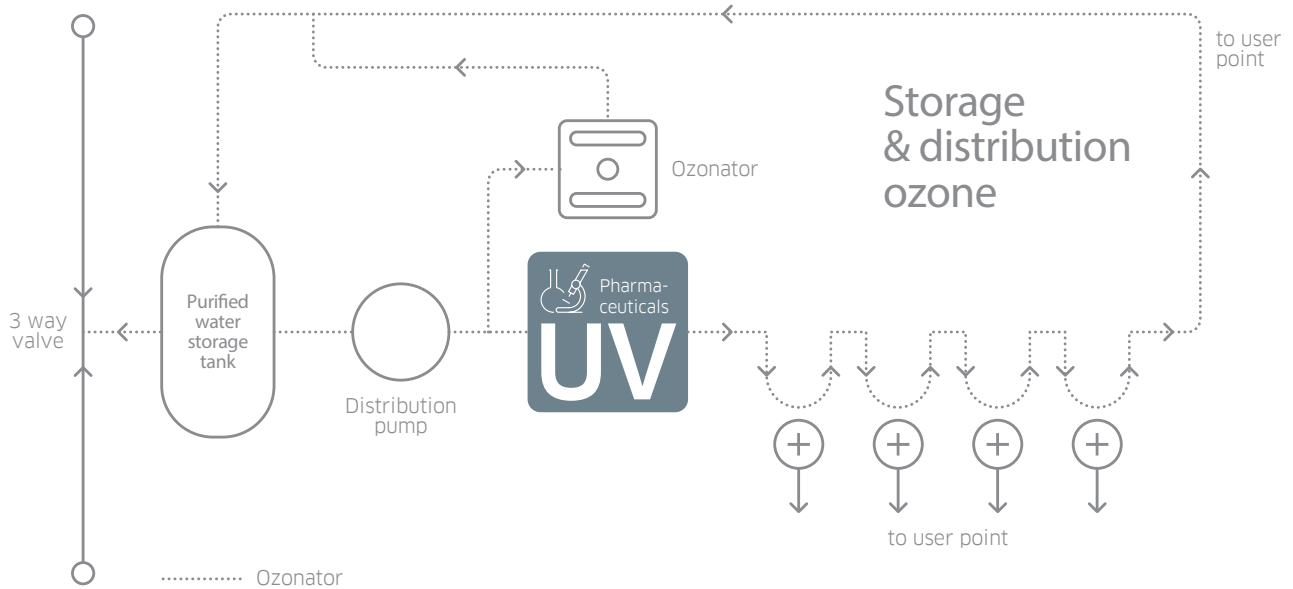 to user
point
Storage
& distribution
ozone
Ozonator
Pharma-
ceuticals
UV
3 way
valve
Purified
water
storage
tank
Distribution
pump
to user point
Ozonator